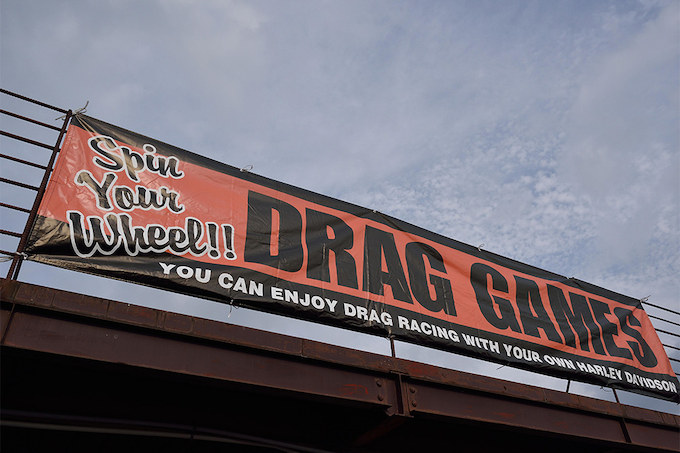 Spin
Your
Wheel!!
DRAG GAMES
YOU CAN ENJOY DRAG RACING WITH YOUR OWN HARLEY DAVIDSON